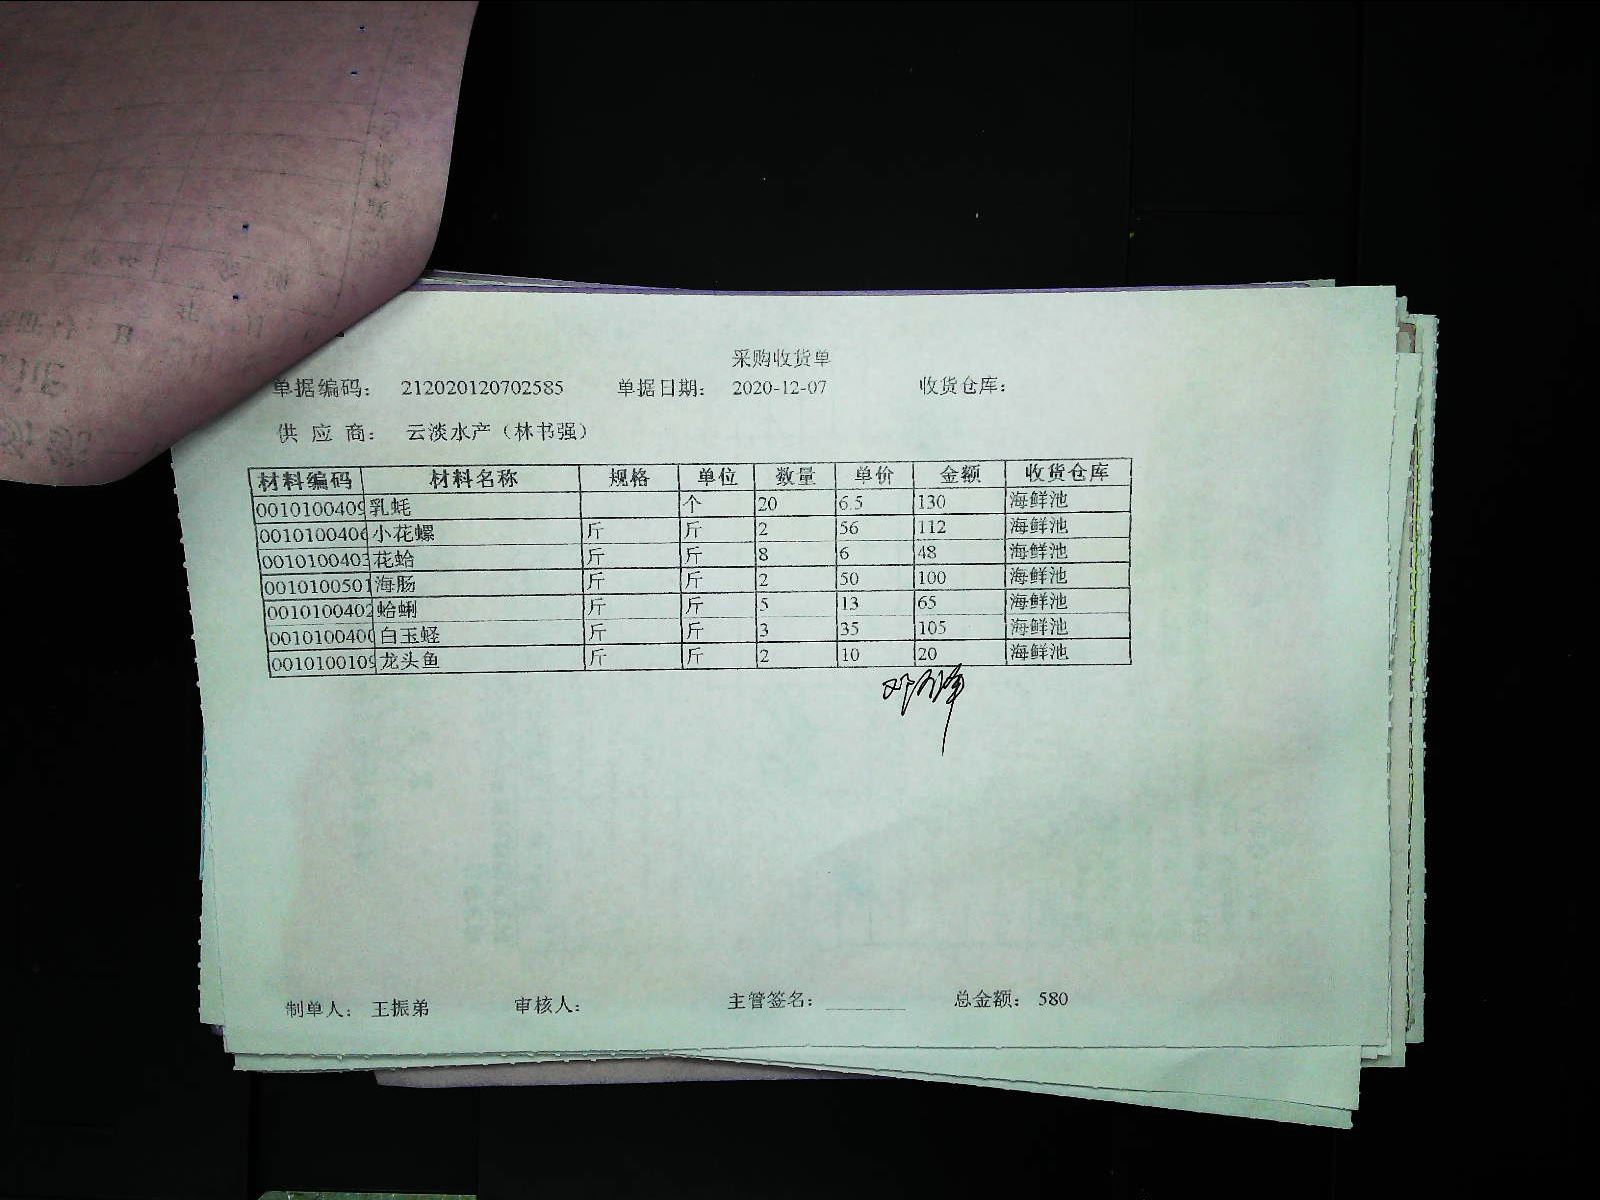 采购收货单
单据编码： 212020120702585 单据日期： 2020-12-07 收货仓库：
供 应 商： 云淡水产（林书强）
材料编码 材料名称 规格 单位 数量 单价 金额 收货仓库
0010100409 乳蚝 个 20 6.5 130 海鲜池
001010040 小花螺 斤 斤 2 56 112 海鲜池
0010100403 花蛤 斤 斤 8 6 48 海鲜池
0010100501 海肠 斤 斤 2 50 100 海鲜池
0010100402 蛤蜊 斤 斤 5 13 65 海鲜池
001010040 白玉蛏 斤 斤 3 35 105 海鲜池
0010100109 龙头鱼 斤 斤 2 10 20 海鲜池
制单人： 王振弟 审核人： 主管签名： 总金额： 580